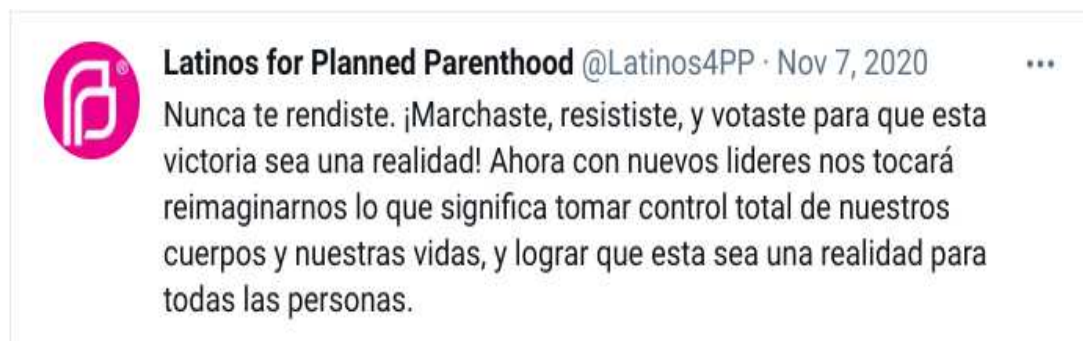 Latinos for Planned Parenthood @Latinos4PP · Nov 7, 2020
Nunca te rendiste. ¡Marchaste, resististe, y votaste para que esta
victoria sea una realidad! Ahora con nuevos lideres nos tocará
reimaginarnos lo que significa tomar control total de nuestros
cuerpos y nuestras vidas, y lograr que esta sea una realidad para
todas las personas.